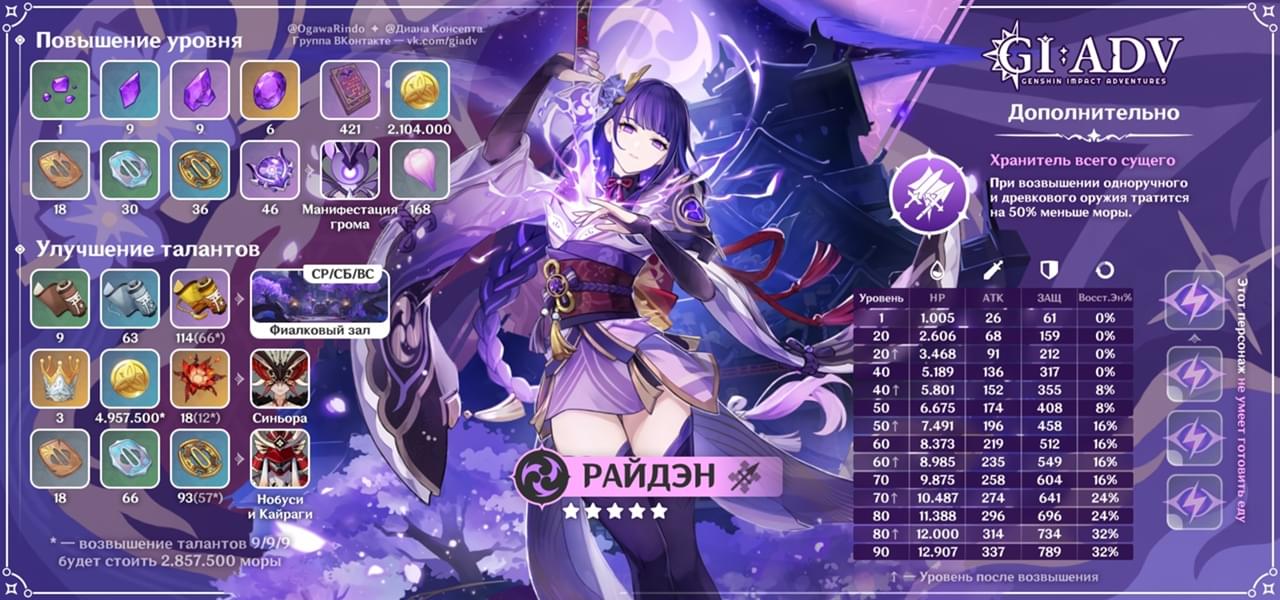 Повышение уровня
@OgawaRindo ✦ @Диана Консепта
Группа ВКонтакте — vk.com/giadv
1 9 9 6 421 2.104.000
18 30 36 46 Манифестация грома 168
Улучшение талантов
СР/СБ/ВС
Фиалковый зал
9 63 114(66*)
3 4.957.500* 18(12*) Синьора
18 66 93(57*) Нобуси
и Кайраги
* — возвышение талантов 9/9/9
будет стоить 2.857.500 моры
РАЙДЭН
GI:ADV
GENSHIN IMPACT ADVENTURES
Дополнительно
Хранитель всего сущего
При возвышении одноручного
и древкового оружия тратится
на 50% меньше моры.
Уровень HP АТК ЗАЩ Восст.Эн%
1 1.005 26 61 0%
20 2.606 68 159 0%
20↑ 3.468 91 212 0%
40 5.189 136 317 0%
40↑ 5.801 152 355 8%
50 6.675 174 408 8%
50↑ 7.491 196 458 16%
60 8.373 219 512 16%
60↑ 8.985 235 549 16%
70 9.875 258 604 16%
70↑ 10.487 274 641 24%
80 11.388 296 696 24%
80↑ 12.000 314 734 32%
90 12.907 337 789 32%
↑ — Уровень после возвышения
Этот персонаж не умеет готовить еду